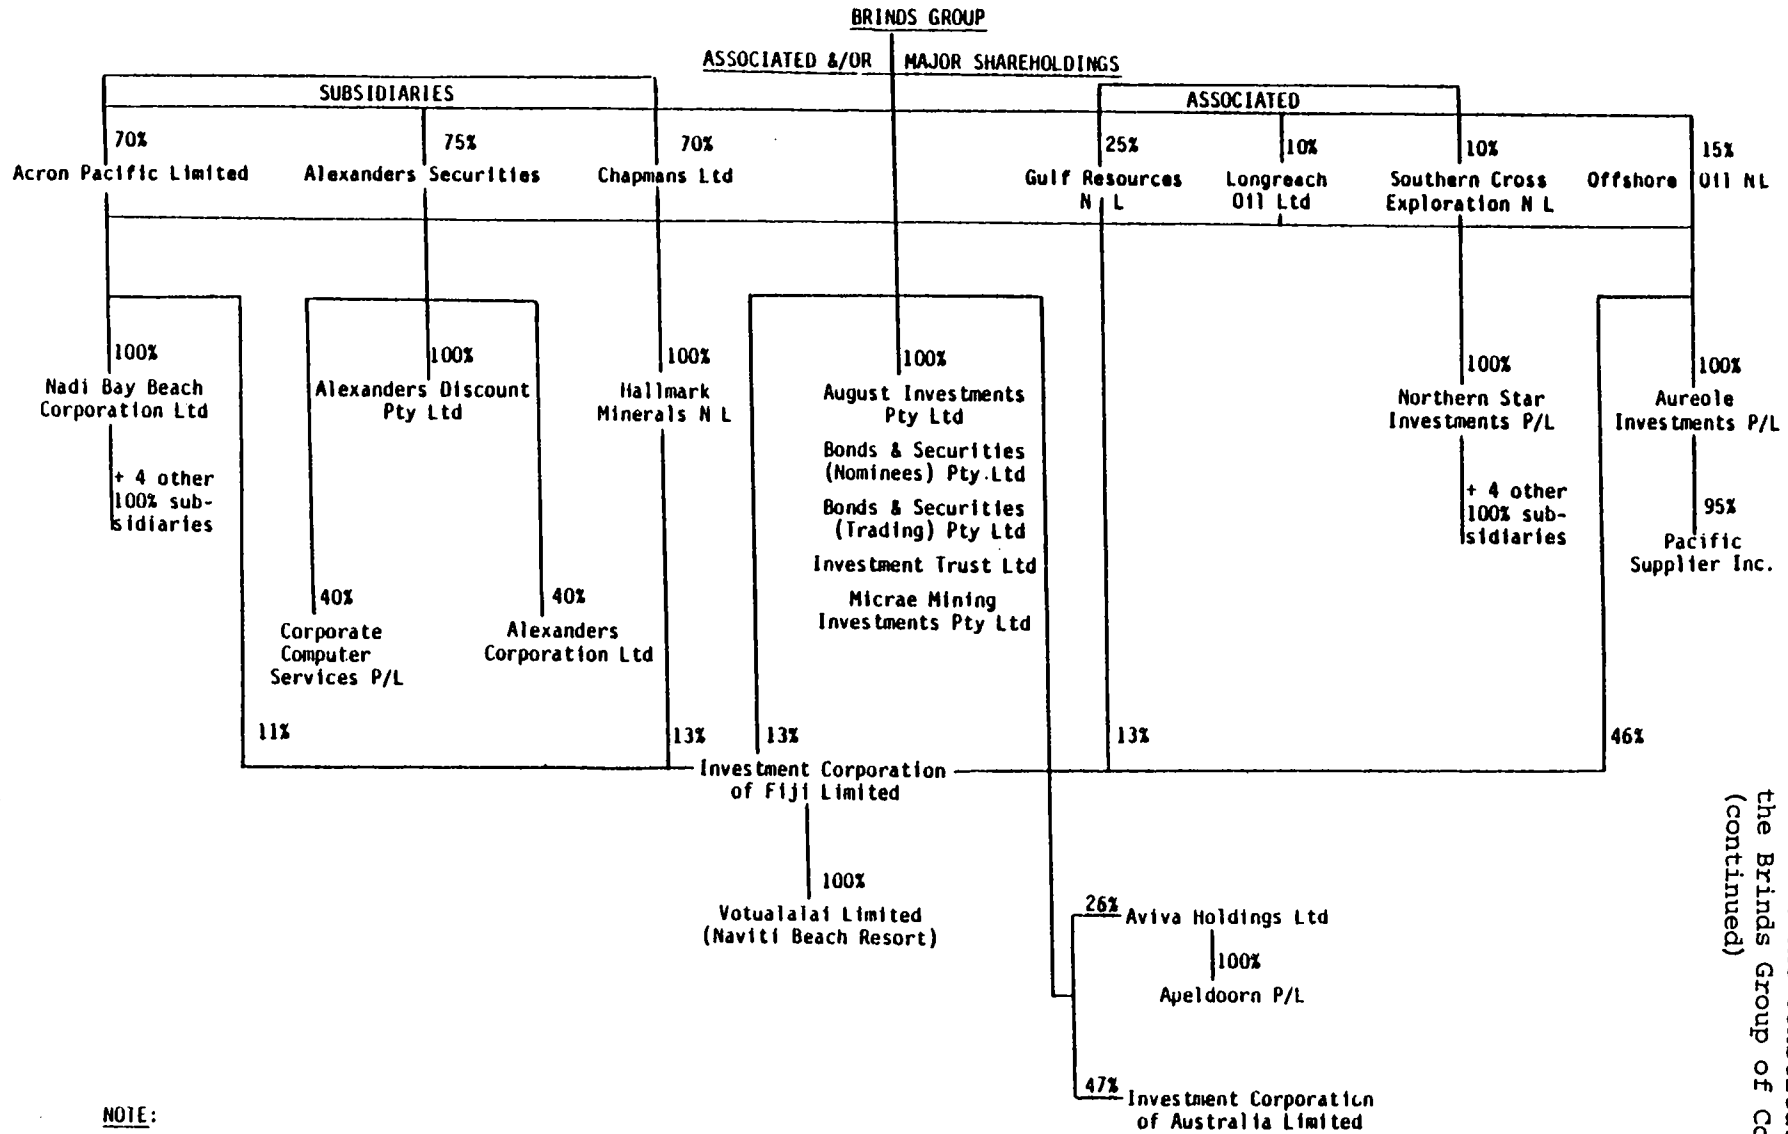 BRINDS GROUP
ASSOCIATED &/OR MAJOR SHAREHOLDINGS
SUBSIDIARIES
ASSOCIATED
70%
Acron Pacific Limited
75%
Alexanders Securities
70%
Chapmans Ltd
25%
Gulf Resources
N L
10%
Longreach
Oil Ltd
10%
Southern Cross
Exploration N L
15%
Offshore Oil NL
100%
Nadi Bay Beach
Corporation Ltd
+ 4 other
100% sub-
sidiaries
100%
Alexanders Discount
Pty Ltd
100%
Hallmark
Minerals N L
100%
August Investments
Pty Ltd
Bonds & Securities
(Nominees) Pty.Ltd
Bonds & Securities
(Trading) Pty Ltd
Investment Trust Ltd
Micrae Mining
Investments Pty Ltd
100%
Northern Star
Investments P/L
+ 4 other
100% sub-
sidiaries
100%
Aureole
Investments P/L
95%
Pacific
Supplier Inc.
40%
Corporate
Computer
Services P/L
40%
Alexanders
Corporation Ltd
11%
13%
13%
13%
46%
Investment Corporation
of Fiji Limited
100%
Votualalai Limited
(Naviti Beach Resort)
26% Aviva Holdings Ltd
100%
Apeldoorn P/L
47% Investment Corporation
of Australia Limited
NOTE:
the Brinds Group of Co
(continued)